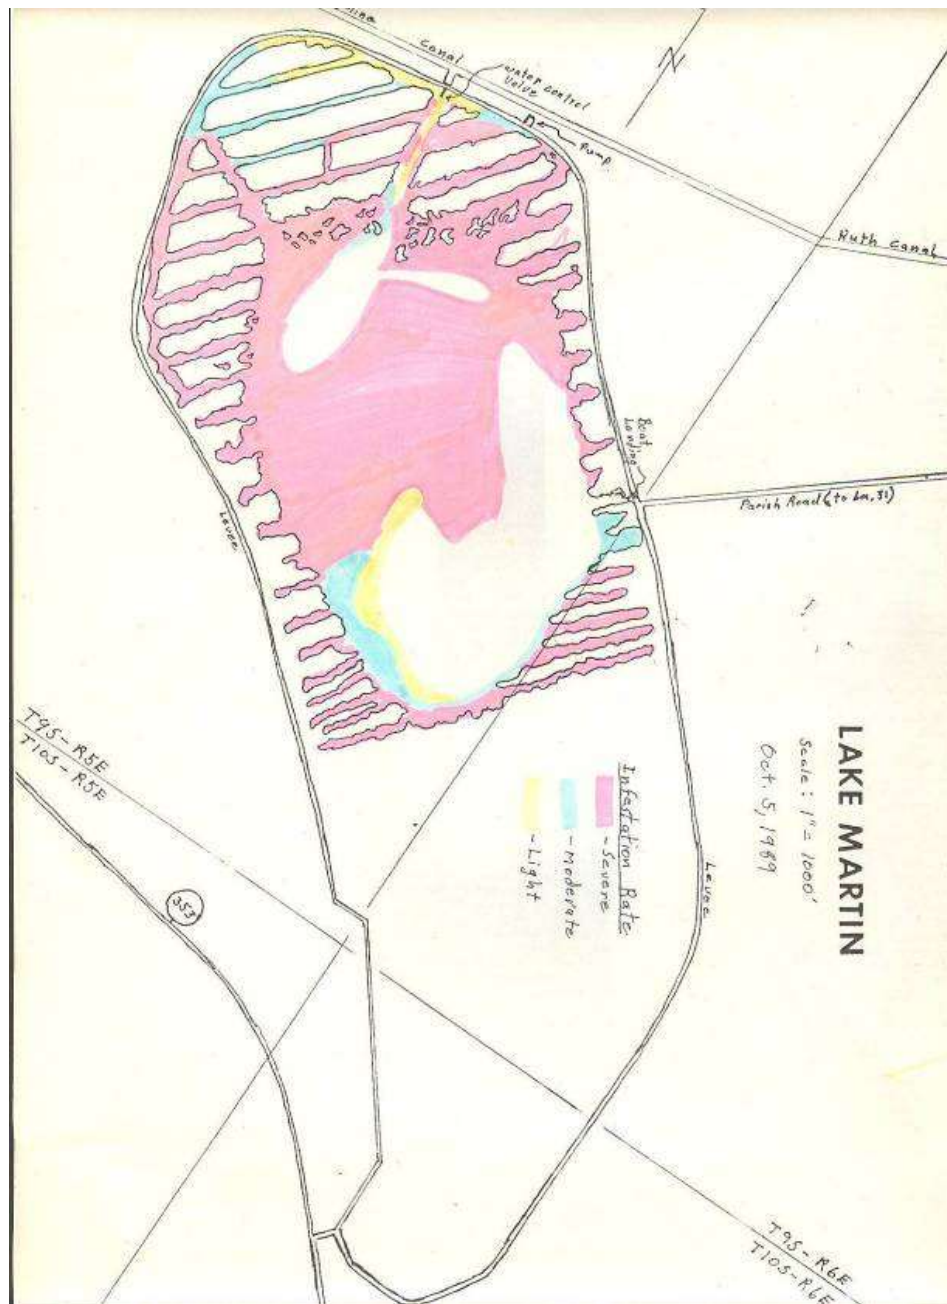 Canal
water control
valve
N
Pump
Ruth Canal
Boat
Landing
Parish Road (to La. 31)
Levee
LAKE MARTIN
Scale: 1" = 1000'
Oct. 5, 1989
Infestation Rate
- Severe
- Moderate
- Light
Levee
T9S - R5E
T10S - R5E
353
T9S - R6E
T10S - R6E